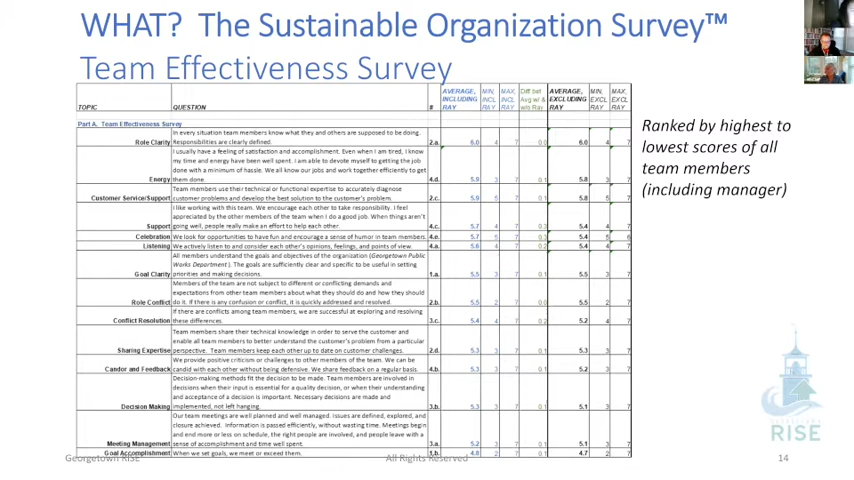 WHAT? The Sustainable Organization Survey™
Team Effectiveness Survey
TOPIC QUESTION # AVERAGE, INCLUDING RAY MIN, INCL RAY MAX, INCL RAY Diff bet Avg w/ & w/o Ray AVERAGE, EXCLUDING RAY MIN, EXCL RAY MAX, EXCL RAY
Part A. Team Effectiveness Survey
In every situation team members know what they and others are supposed to be doing.
Role Clarity Responsibilities are clearly defined. 2.a. 6.0 4 7 0.0 6.0 4 7
I usually have a feeling of satisfaction and accomplishment. Even when I am tired, I know
my time and energy have been well spent. I am able to devote myself to getting the job
done with a minimum of hassle. We all know our jobs and work together efficiently to get
Energy them done. 4.d. 5.9 3 7 0.1 5.8 3 7
Team members use their technical or functional expertise to accurately diagnose
Customer Service/Support customer problems and develop the best solution to the customer's problem. 2.c. 5.9 5 7 0.1 5.8 5 7
I like working with this team. We encourage each other to take responsibility. I feel
appreciated by the other members of the team when I do a good job. When things aren't
Support going well, people really make an effort to help each other. 4.c. 5.7 4 7 0.3 5.4 4 7
Celebration We look for opportunities to have fun and encourage a sense of humor in team members. 4.e. 5.7 5 7 0.3 5.4 5 6
Listening We actively listen to and consider each other's opinions, feelings, and points of view. 4.a. 5.6 4 7 0.2 5.4 4 7
All members understand the goals and objectives of the organization (Georgetown Public
Works Department). The goals are sufficiently clear and specific to be useful in setting
Goal Clarity priorities and making decisions. 1.a. 5.5 3 7 0.1 5.5 3 7
Members of the team are not subject to different or conflicting demands and
expectations from other team members about what they should do and how they should
Role Conflict do it. If there is any confusion or conflict, it is quickly addressed and resolved. 2.b. 5.5 2 7 0.0 5.5 2 7
If there are conflicts among team members, we are successful at exploring and resolving
Conflict Resolution these differences. 3.c. 5.4 4 7 0.2 5.2 4 7
Team members share their technical knowledge in order to serve the customer and
enable all team members to better understand the customer's problem from a particular
Sharing Expertise perspective. Team members keep each other up to date on customer challenges. 2.d. 5.3 3 7 0.1 5.3 3 7
We provide positive criticism or challenges to other members of the team. We can be
Candor and Feedback candid with each other without being defensive. We share feedback on a regular basis. 4.b. 5.3 3 7 0.1 5.2 3 7
Decision-making methods fit the decision to be made. Team members are involved in
decisions when their input is essential for a quality decision, or when their understanding
and acceptance of a decision is important. Necessary decisions are made and
Decision Making implemented, not left hanging. 3.b. 5.3 3 7 0.1 5.1 3 7
Our team meetings are well planned and well managed. Issues are defined, explored, and
closure achieved. Information is passed efficiently, without wasting time. Meetings begin
and end more or less on schedule, the right people are involved, and people leave with a
Meeting Management sense of accomplishment and time well spent. 3.a. 5.2 3 7 0.1 5.1 3 7
Goal Accomplishment When we set goals, we meet or exceed them. 1.b. 4.8 2 7 0.1 4.7 2 7
Ranked by highest to
lowest scores of all
team members
(including manager)
RISE
Georgetown RISE All Rights Reserved 14